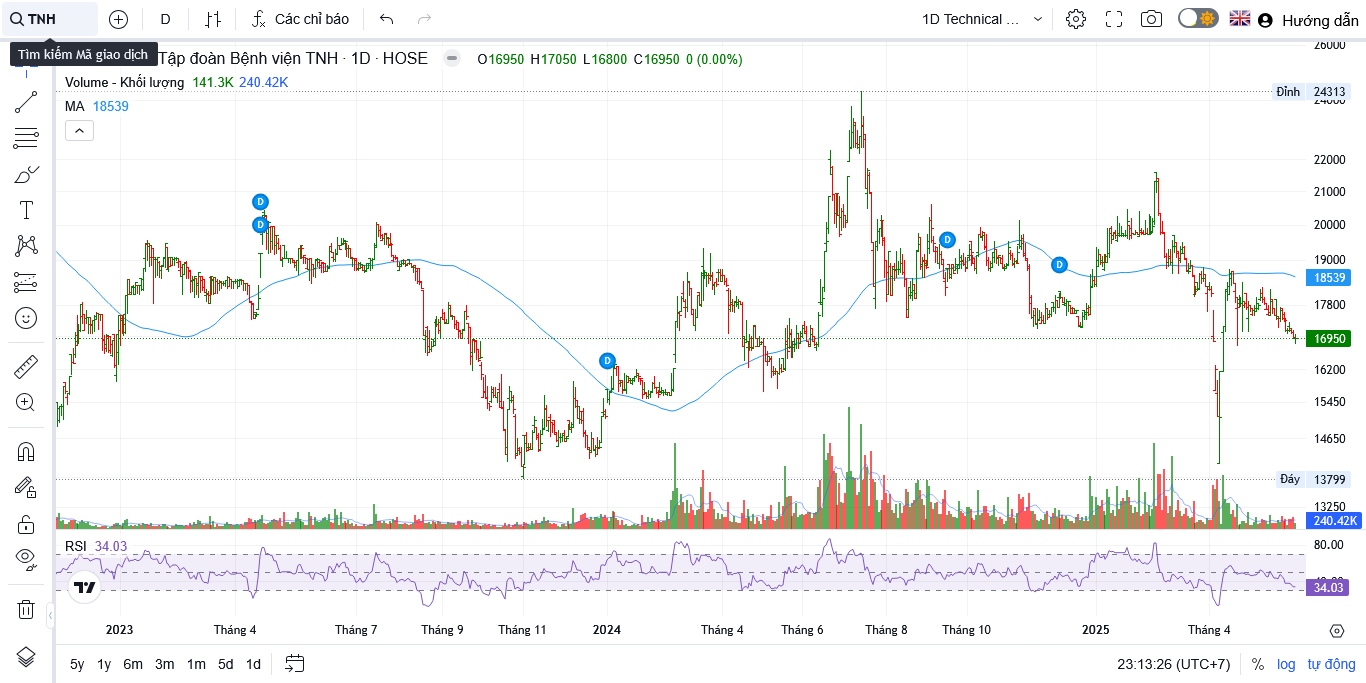 TNH
D
Các chỉ báo
1D Technical ...
Hướng dẫn
Tìm kiếm Mã giao dịch
Tập đoàn Bệnh viện TNH · 1D · HOSE
O16950 H17050 L16800 C16950 0 (0.00%)
Volume - Khối lượng 141.3K 240.42K
MA 18539
26000
Đỉnh 24313
24000
22000
21000
20000
19000
18539
17800
16950
16200
15450
14650
Đáy 13799
13250
240.42K
D
D
D
D
D
RSI 34.03
80.00
34.03
2023
Tháng 4
Tháng 7
Tháng 9
Tháng 11
2024
Tháng 4
Tháng 6
Tháng 8
Tháng 10
2025
Tháng 4
5y 1y 6m 3m 1m 5d 1d
23:13:26 (UTC+7)
% log tự động